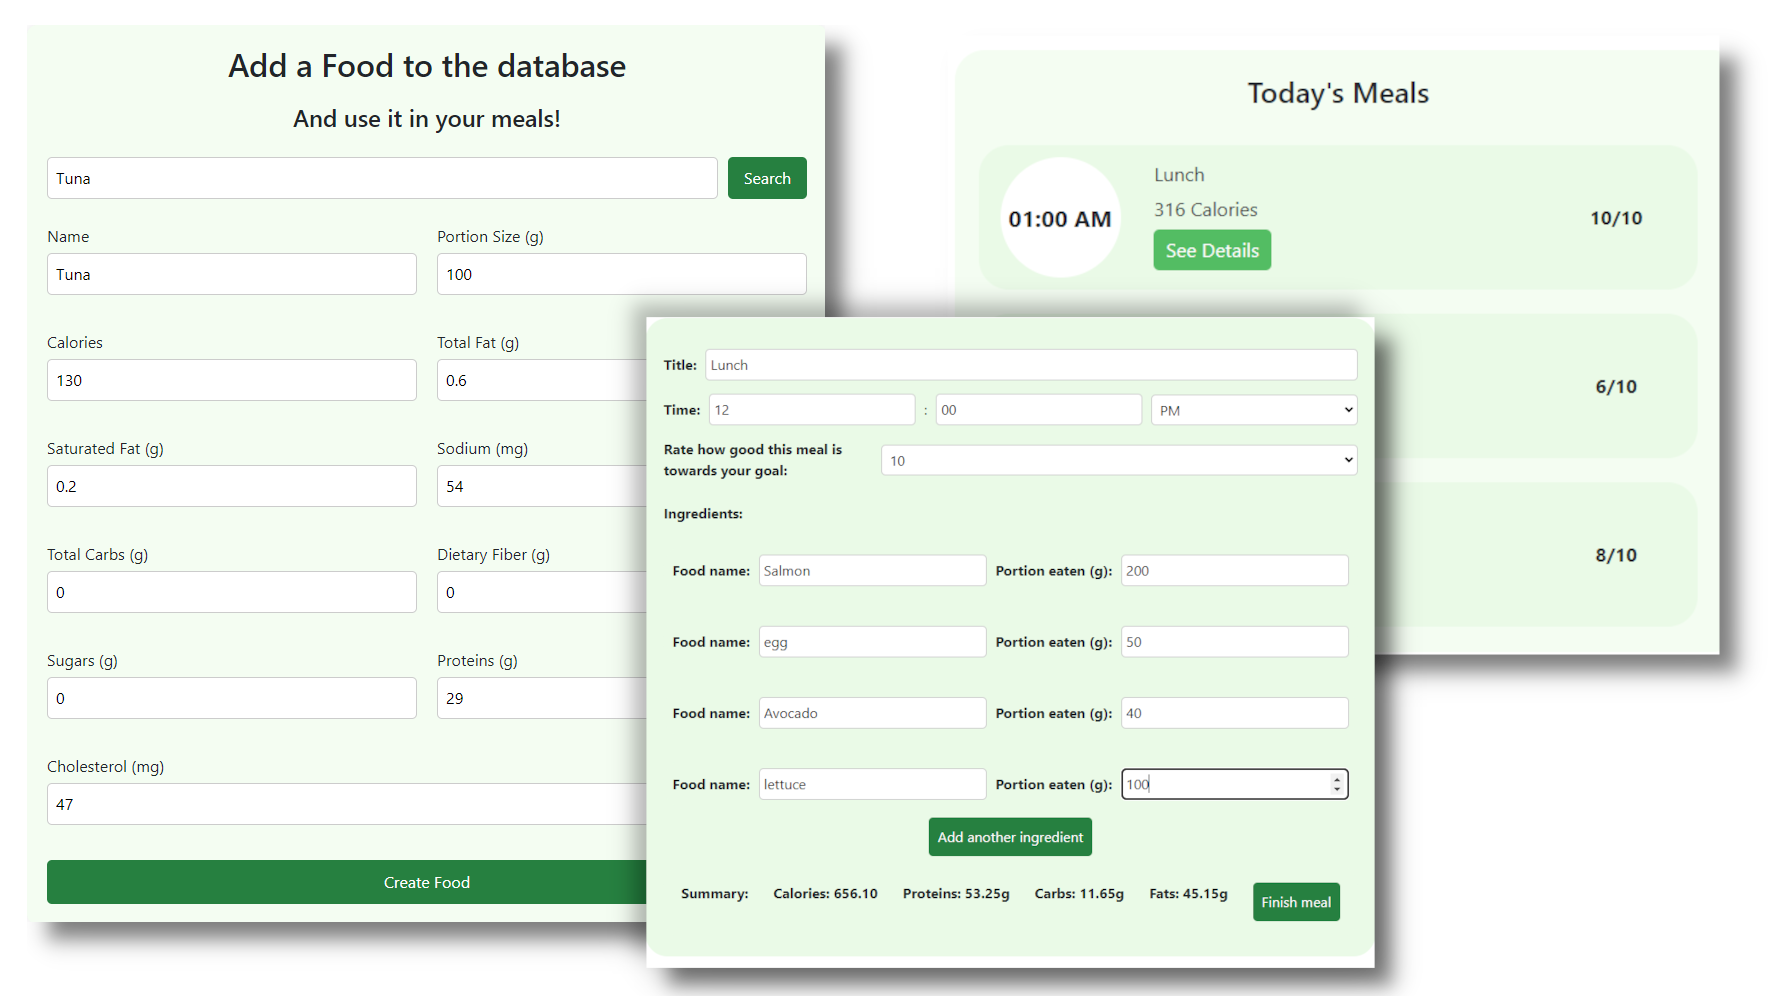 Add a Food to the database
And use it in your meals!
Tuna
Search
Name
Portion Size (g)
Tuna
100
Calories
Total Fat (g)
130
0.6
Saturated Fat (g)
Sodium (mg)
0.2
54
Total Carbs (g)
Dietary Fiber (g)
0
0
Sugars (g)
Proteins (g)
0
29
Cholesterol (mg)
47
Create Food
Today's Meals
01:00 AM
Lunch
316 Calories
See Details
10/10
6/10
8/10
Title: Lunch
Time: 12 : 00 PM
Rate how good this meal is
towards your goal:
10
Ingredients:
Food name: Salmon Portion eaten (g): 200
Food name: egg Portion eaten (g): 50
Food name: Avocado Portion eaten (g): 40
Food name: lettuce Portion eaten (g): 100
Add another ingredient
Summary: Calories: 656.10 Proteins: 53.25g Carbs: 11.65g Fats: 45.15g
Finish meal